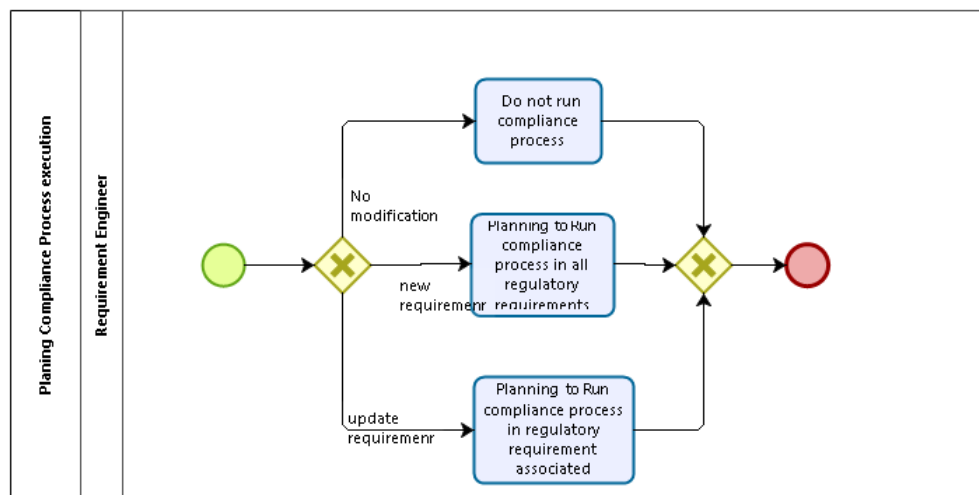 Planing Compliance Process execution
Requirement Engineer
Do not run
compliance
process
No
modification
Planning to Run
compliance
process in all
regulatory
requirements
new
requiremenr
update
requiremenr
Planning to Run
compliance process
in regulatory
requirement
associated